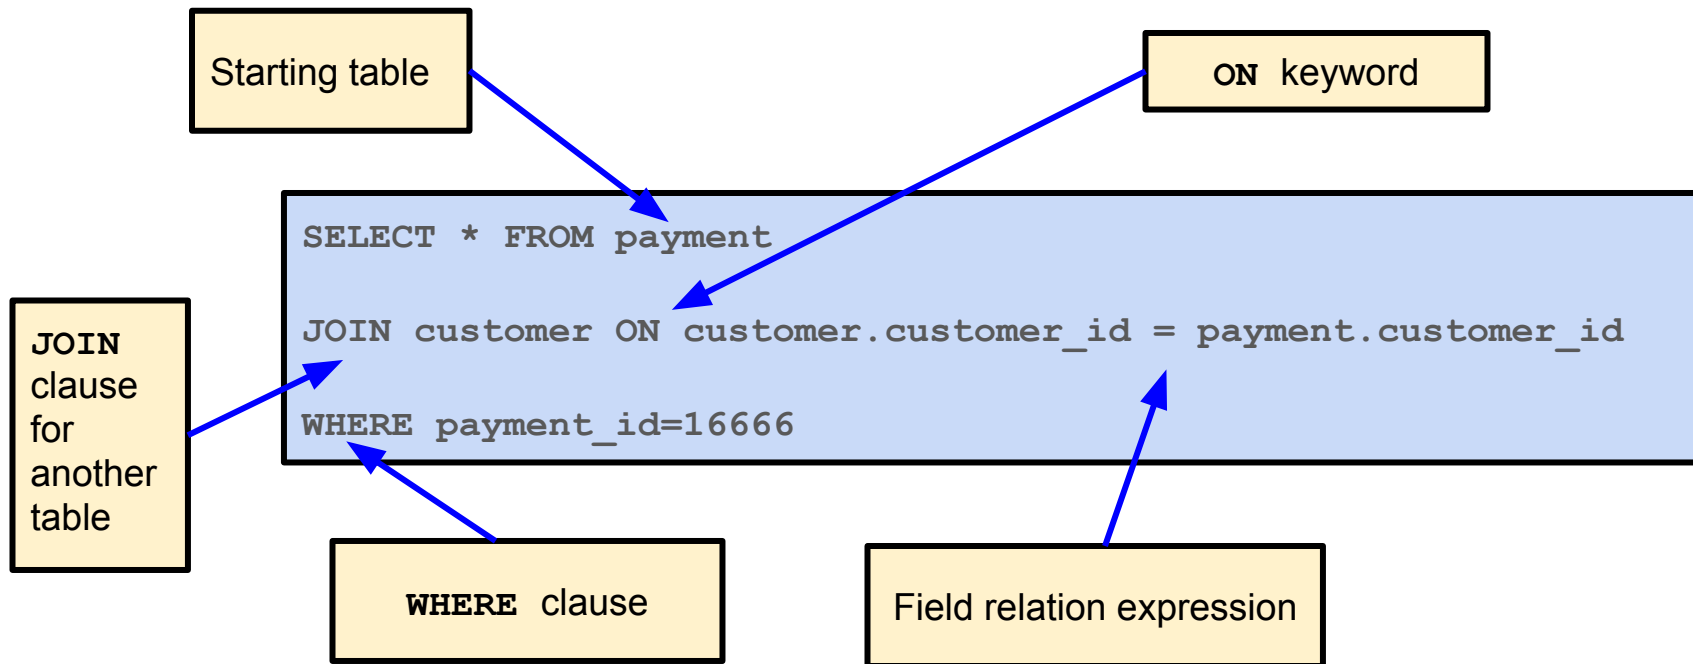 Starting table
ON keyword
SELECT * FROM payment
JOIN customer ON customer.customer_id = payment.customer_id
WHERE payment_id=16666
JOIN
clause
for
another
table
WHERE clause
Field relation expression